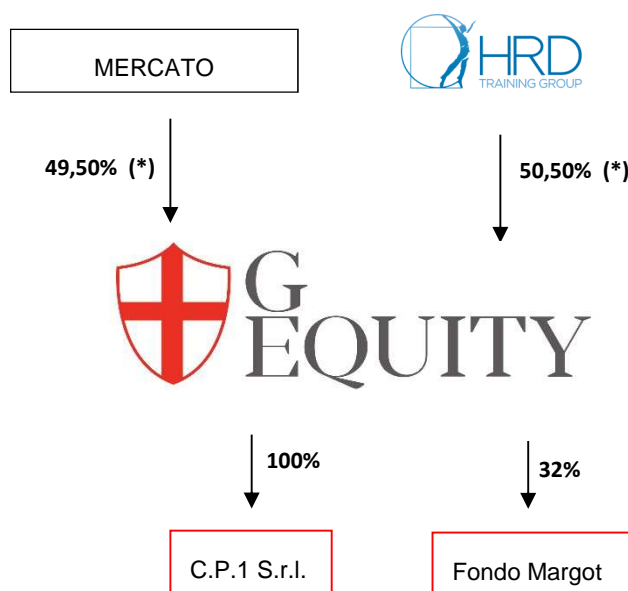 MERCATO
HRD
TRAINING GROUP
49,50% (*)
50,50% (*)
G
EQUITY
100%
32%
C.P.1 S.r.l.
Fondo Margot